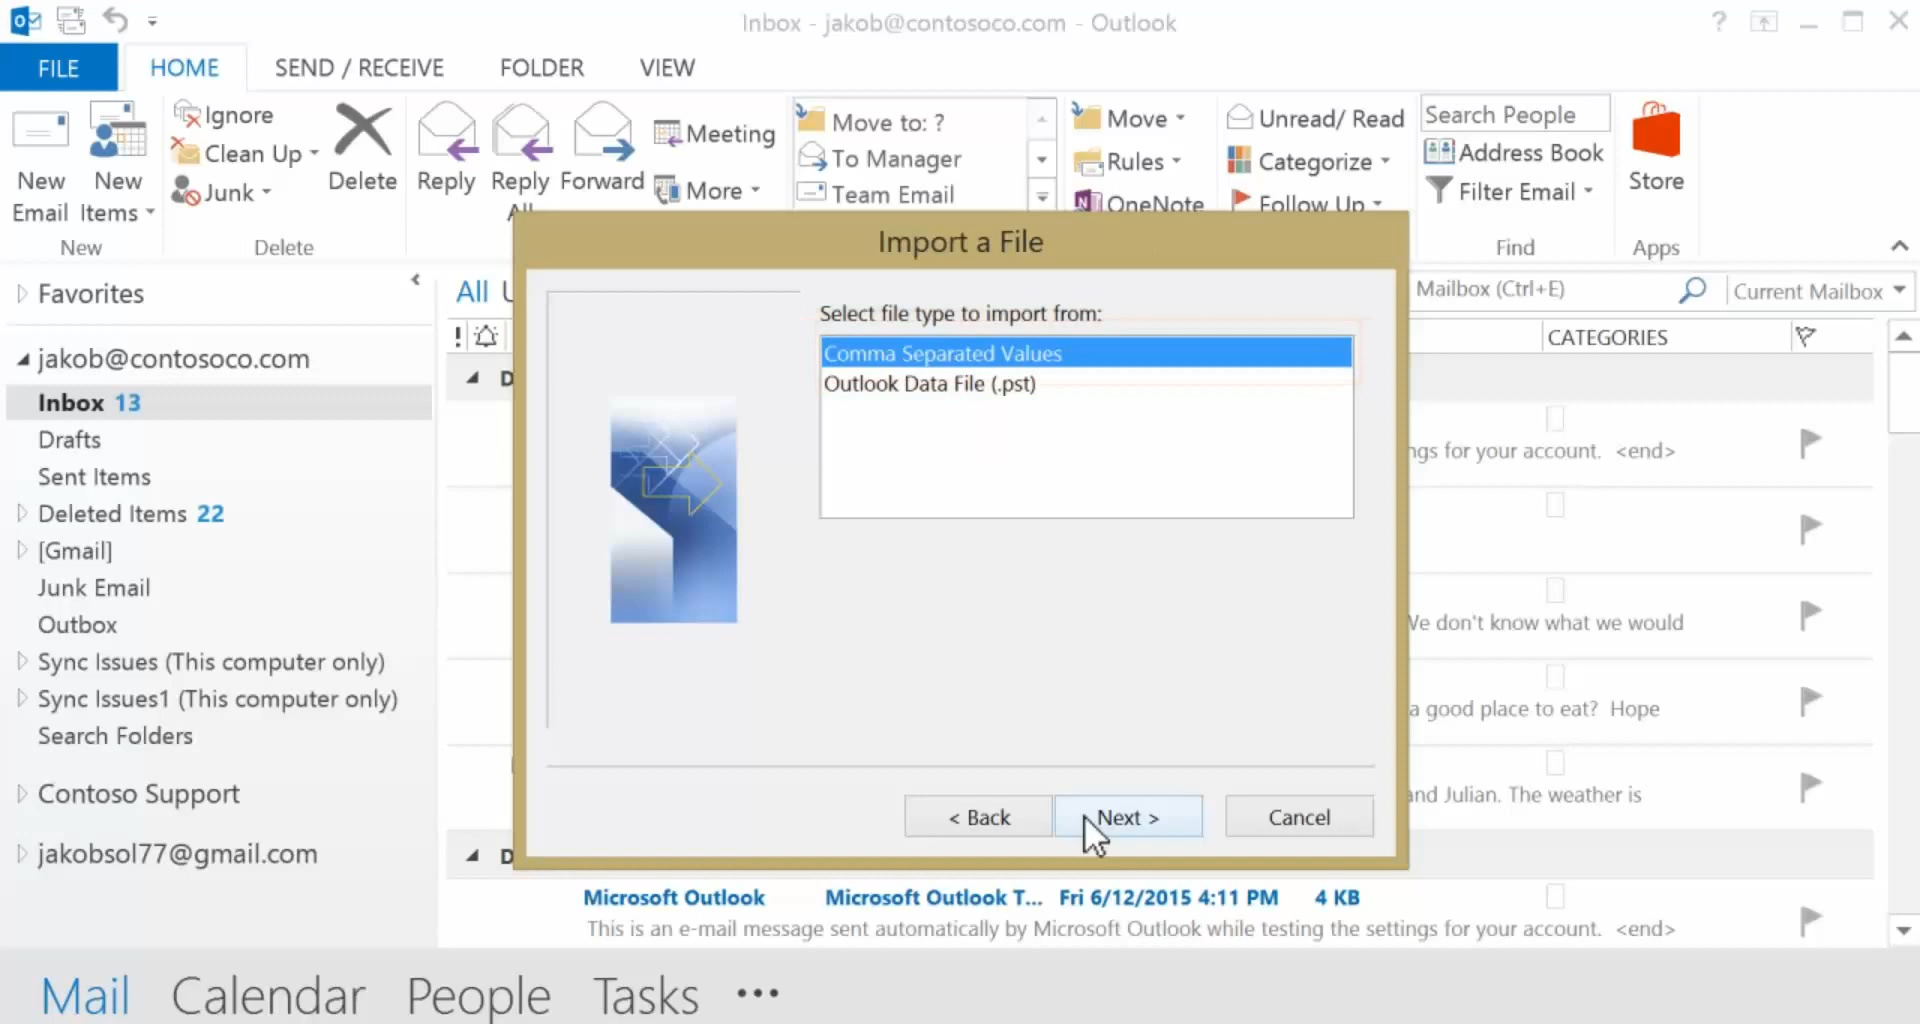 Inbox - jakob@contosoco.com - Outlook
FILE HOME SEND / RECEIVE FOLDER VIEW
New Email
New Items
New
Ignore
Clean Up
Junk
Delete
Delete
Reply
Reply All
Forward
Meeting
More
Move to: ?
To Manager
Team Email
Move
Rules
OneNote
Unread/ Read
Categorize
Follow Up
Search People
Address Book
Filter Email
Find
Store
Apps
Favorites
jakob@contosoco.com
Inbox 13
Drafts
Sent Items
Deleted Items 22
[Gmail]
Junk Email
Outbox
Sync Issues (This computer only)
Sync Issues1 (This computer only)
Search Folders
Contoso Support
jakobsol77@gmail.com
All
Mailbox (Ctrl+E)
Current Mailbox
CATEGORIES
Import a File
Select file type to import from:
Comma Separated Values
Outlook Data File (.pst)
< Back Next > Cancel
for your account. <end>
don't know what we would
a good place to eat? Hope
and Julian. The weather is
Microsoft Outlook Microsoft Outlook T... Fri 6/12/2015 4:11 PM 4 KB
This is an e-mail message sent automatically by Microsoft Outlook while testing the settings for your account. <end>
Mail Calendar People Tasks •••